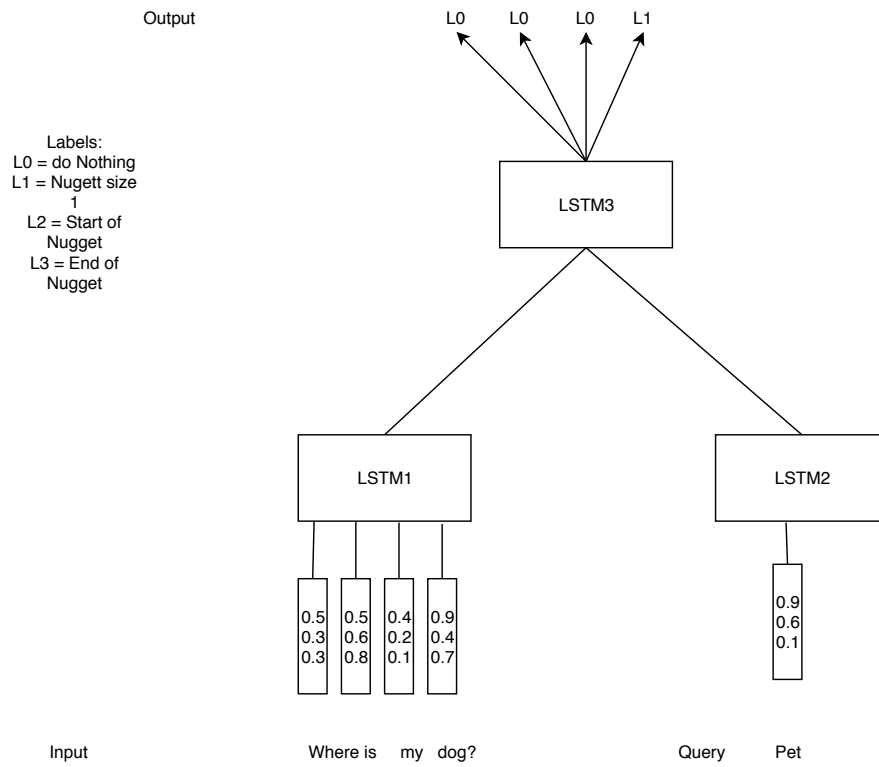 Output L0 L0 L0 L1
Labels:
L0 = do Nothing
L1 = Nugett size
1
L2 = Start of
Nugget
L3 = End of
Nugget
LSTM3
LSTM1 LSTM2
0.5 0.5 0.4 0.9 0.9
0.3 0.6 0.2 0.4 0.6
0.3 0.8 0.1 0.7 0.1
Input Where is my dog? Query Pet